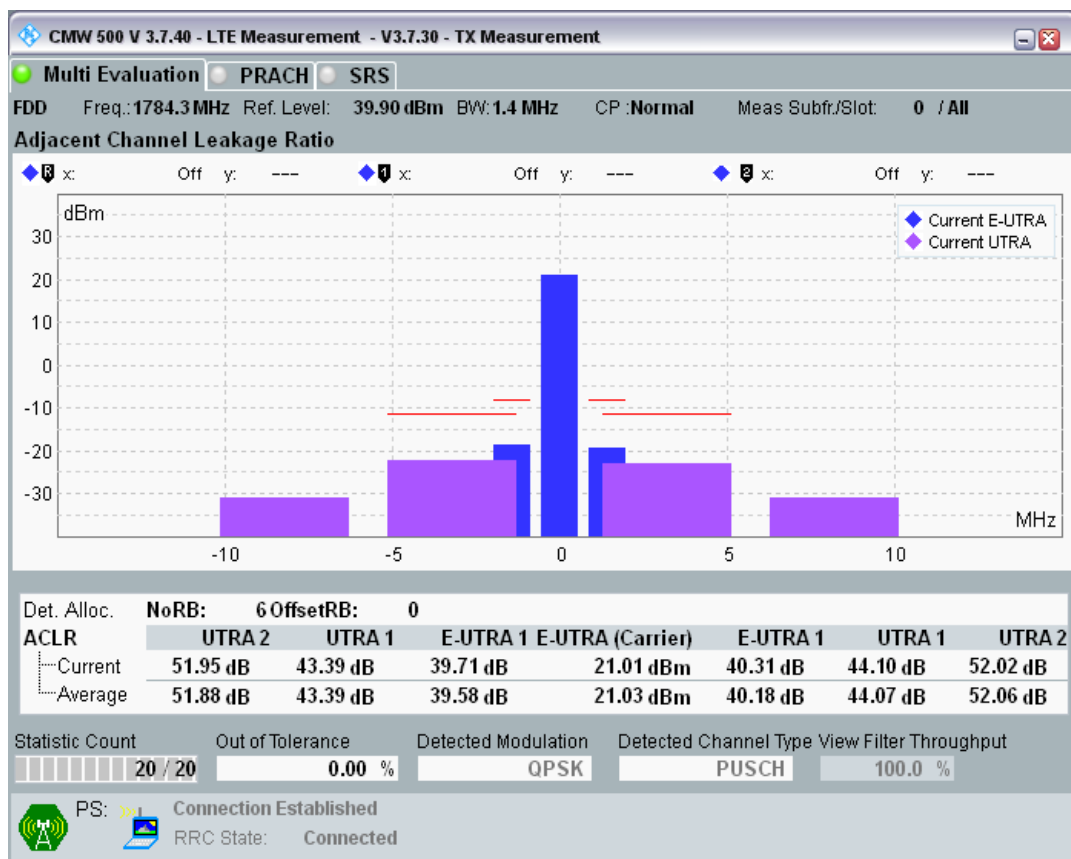 CMW 500 V 3.7.40 - LTE Measurement - V3.7.30 - TX Measurement
Multi Evaluation PRACH SRS
FDD Freq.: 1784.3 MHz Ref. Level: 39.90 dBm BW: 1.4 MHz CP : Normal Meas Subfr./Slot: 0 / All
Adjacent Channel Leakage Ratio
R x: Off y: --- 1 x: Off y: --- 2 x: Off y: ---
dBm
Current E-UTRA
Current UTRA
30
20
10
0
-10
-20
-30
MHz
-10 -5 0 5 10
Det. Alloc. NoRB: 6 OffsetRB: 0
ACLR UTRA 2 UTRA 1 E-UTRA 1 E-UTRA (Carrier) E-UTRA 1 UTRA 1 UTRA 2
Current 51.95 dB 43.39 dB 39.71 dB 21.01 dBm 40.31 dB 44.10 dB 52.02 dB
Average 51.88 dB 43.39 dB 39.58 dB 21.03 dBm 40.18 dB 44.07 dB 52.06 dB
Statistic Count Out of Tolerance Detected Modulation Detected Channel Type View Filter Throughput
20 / 20 0.00 % QPSK PUSCH 100.0 %
PS: Connection Established
RRC State: Connected